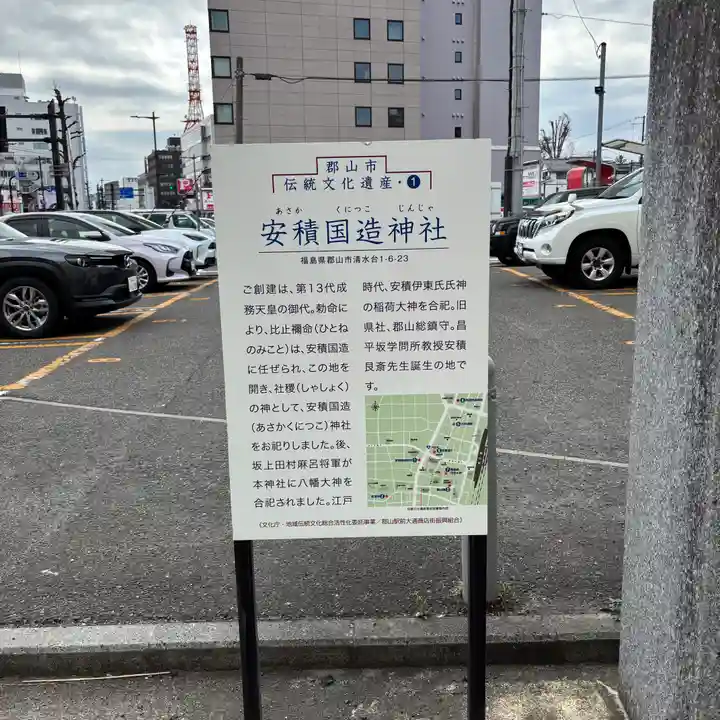 郡山市
伝統文化遺産・1
あさか くにつこ じんじゃ
安積国造神社
福島県郡山市清水台1-6-23
ご創建は、第13代成
務天皇の御代。勅命
により、比止禰命(ひとね
のみこと)は、安積国造
に任ぜられ、この地を
開き、社稷(しゃしょく)
の神として、安積国造
(あさかくにつこ)神社
をお祀りしました。後、
坂上田村麻呂将軍が
本神社に八幡大神を
合祀されました。江戸
時代、安積伊東氏氏神
の稲荷大神を合祀。旧
県社、郡山総鎮守。昌
平坂学問所教授安積
艮斎先生誕生の地で
す。
(文化庁・地域伝統文化総合活性化委託事業/郡山駅前大通商店街振興組合)